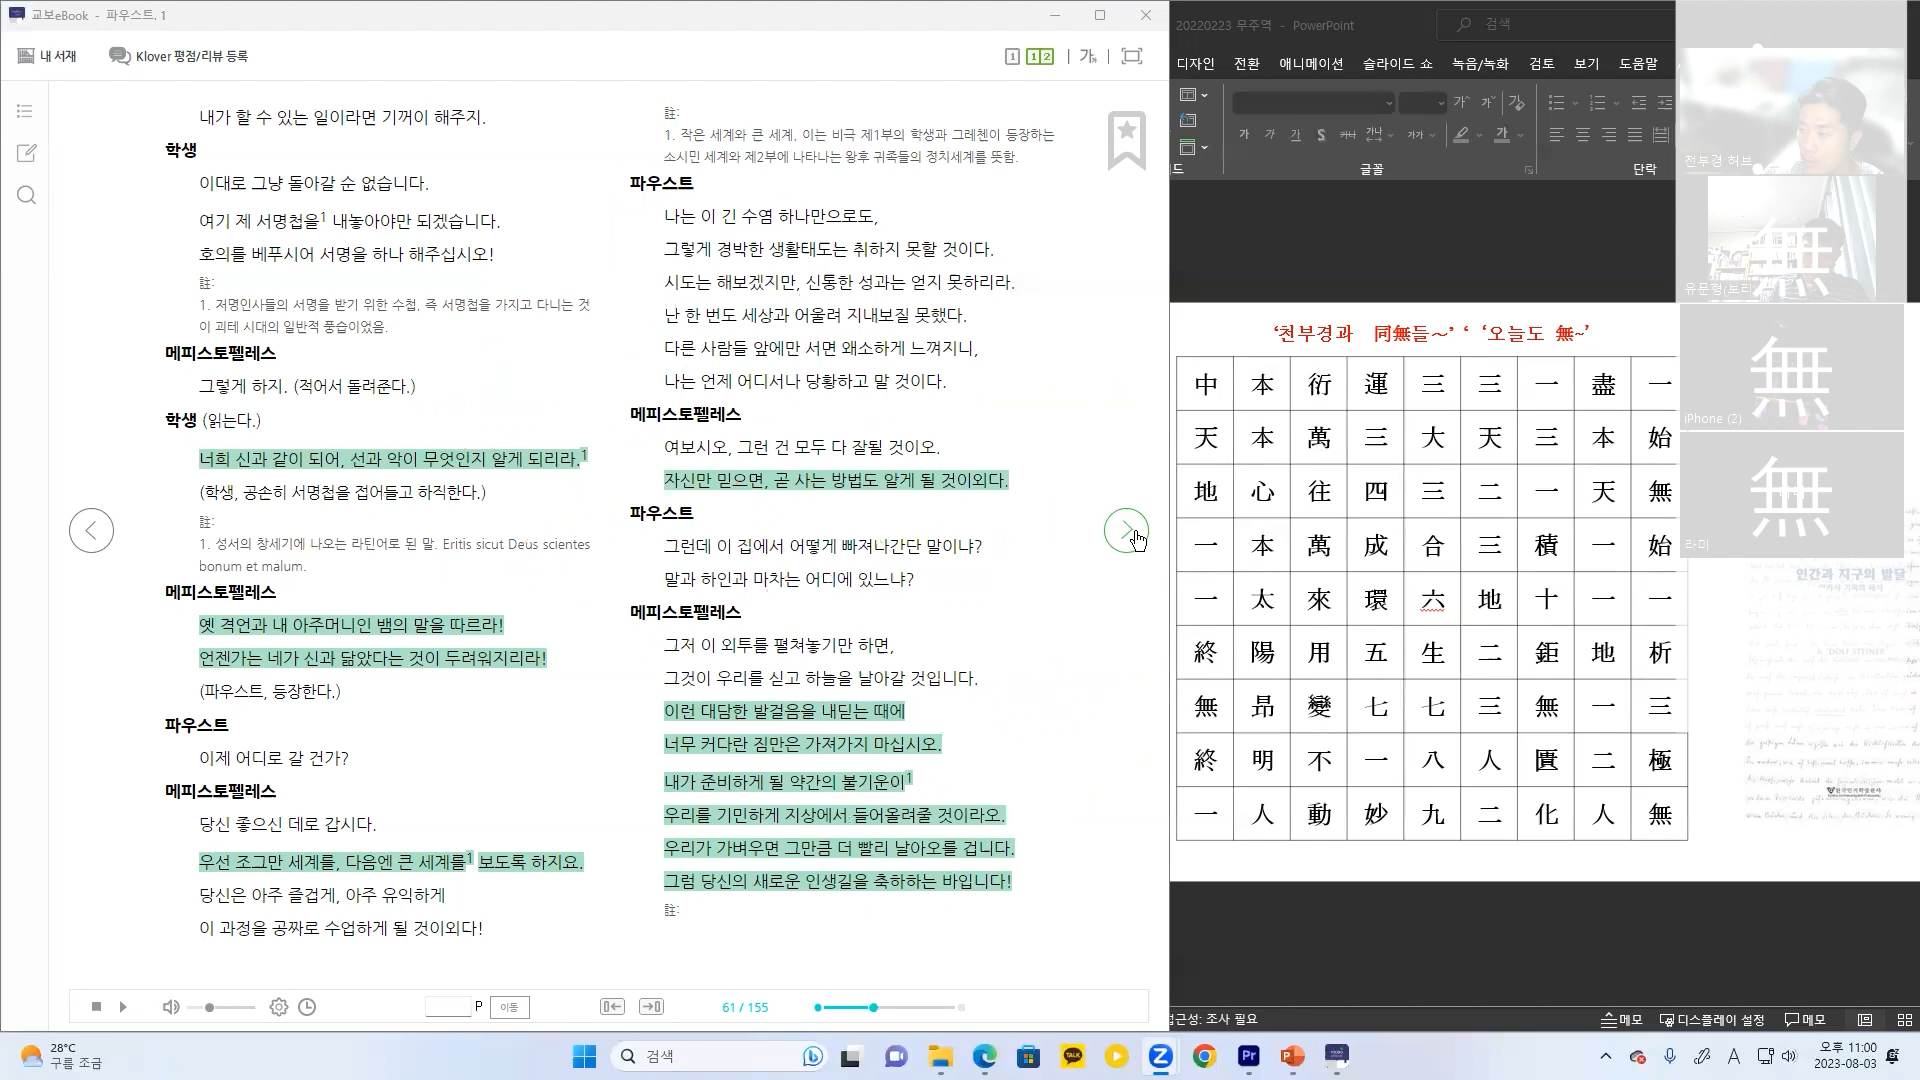 교보eBook - 파우스트. 1
내 서재
Klover 평점/리뷰 등록
내가 할 수 있는 일이라면 기꺼이 해주지.
학생
이대로 그냥 돌아갈 순 없습니다.
여기 제 서명첩을1 내놓아야만 되겠습니다.
호의를 베푸시어 서명을 하나 해주십시오!
註:
1. 저명인사들의 서명을 받기 위한 수첩, 즉 서명첩을 가지고 다니는 것
이 괴테 시대의 일반적 풍습이었음.
메피스토펠레스
그렇게 하지. (적어서 돌려준다.)
학생 (읽는다.)
너희 신과 같이 되어, 선과 악이 무엇인지 알게 되리라.1
(학생, 공손히 서명첩을 접어들고 하직한다.)
註:
1. 성서의 창세기에 나오는 라틴어로 된 말. Eritis sicut Deus scientes
bonum et malum.
메피스토펠레스
옛 격언과 내 아주머니인 뱀의 말을 따르라!
언젠가는 네가 신과 닮았다는 것이 두려워지리라!
(파우스트, 등장한다.)
파우스트
이제 어디로 갈 건가?
메피스토펠레스
당신 좋으신 데로 갑시다.
우선 조그만 세계를, 다음엔 큰 세계를1 보도록 하지요.
당신은 아주 즐겁게, 아주 유익하게
이 과정을 공짜로 수업하게 될 것이외다!
註:
1. 작은 세계와 큰 세계. 이는 비극 제1부의 학생과 그레첸이 등장하는
소시민 세계와 제2부에 나타나는 왕후 귀족들의 정치세계를 뜻함.
파우스트
나는 이 긴 수염 하나만으로도,
그렇게 경박한 생활태도는 취하지 못할 것이다.
시도는 해보겠지만, 신통한 성과는 얻지 못하리라.
난 한 번도 세상과 어울려 지내보질 못했다.
다른 사람들 앞에만 서면 왜소하게 느껴지니,
나는 언제 어디서나 당황하고 말 것이다.
메피스토펠레스
여보시오, 그런 건 모두 다 잘될 것이오.
자신만 믿으면, 곧 사는 방법도 알게 될 것이외다.
파우스트
그런데 이 집에서 어떻게 빠져나간단 말이냐?
말과 하인과 마차는 어디에 있느냐?
메피스토펠레스
그저 이 외투를 펼쳐놓기만 하면,
그것이 우리를 싣고 하늘을 날아갈 것입니다.
이런 대담한 발걸음을 내딛는 때에
너무 커다란 짐만은 가져가지 마십시오.
내가 준비하게 될 약간의 불기운이1
우리를 기민하게 지상에서 들어올려줄 것이라오.
우리가 가벼우면 그만큼 더 빨리 날아오를 겁니다.
그럼 당신의 새로운 인생길을 축하하는 바입니다!
註:
P 이동
61 / 155
20220223 무주역 - PowerPoint
검색
디자인 전환 애니메이션 슬라이드 쇼 녹음/녹화 검토 보기 도움말
글꼴
단락
천부경 허브
유문형(보리
iPhone (2)
라미
無
無
無
‘천부경과 同無들～’ ‘ ‘오늘도 無~’
中 本 衍 運 三 三 一 盡 一
天 本 萬 三 大 天 三 本 始
地 心 往 四 三 二 一 天 無
一 本 萬 成 合 三 積 一 始
一 太 來 環 六 地 十 一 一
終 陽 用 五 生 二 鉅 地 析
無 昻 變 七 七 三 無 一 三
終 明 不 一 八 人 匱 二 極
一 人 動 妙 九 二 化 人 無
인간과 지구의 발달
접근성: 조사 필요
메모 디스플레이 설정 메모
28°C
구름 조금
검색
오후 11:00
2023-08-03